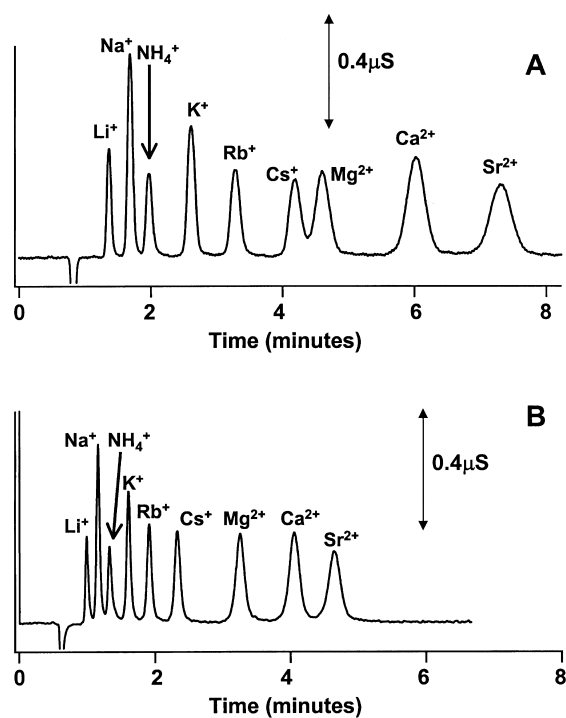 A
0.4μS
Na⁺
NH₄⁺
Li⁺
K⁺
Rb⁺
Cs⁺
Mg²⁺
Ca²⁺
Sr²⁺
0 2 4 6 8
Time (minutes)
B
0.4μS
Na⁺
NH₄⁺
Li⁺
K⁺
Rb⁺
Cs⁺
Mg²⁺
Ca²⁺
Sr²⁺
0 2 4 6 8
Time (minutes)